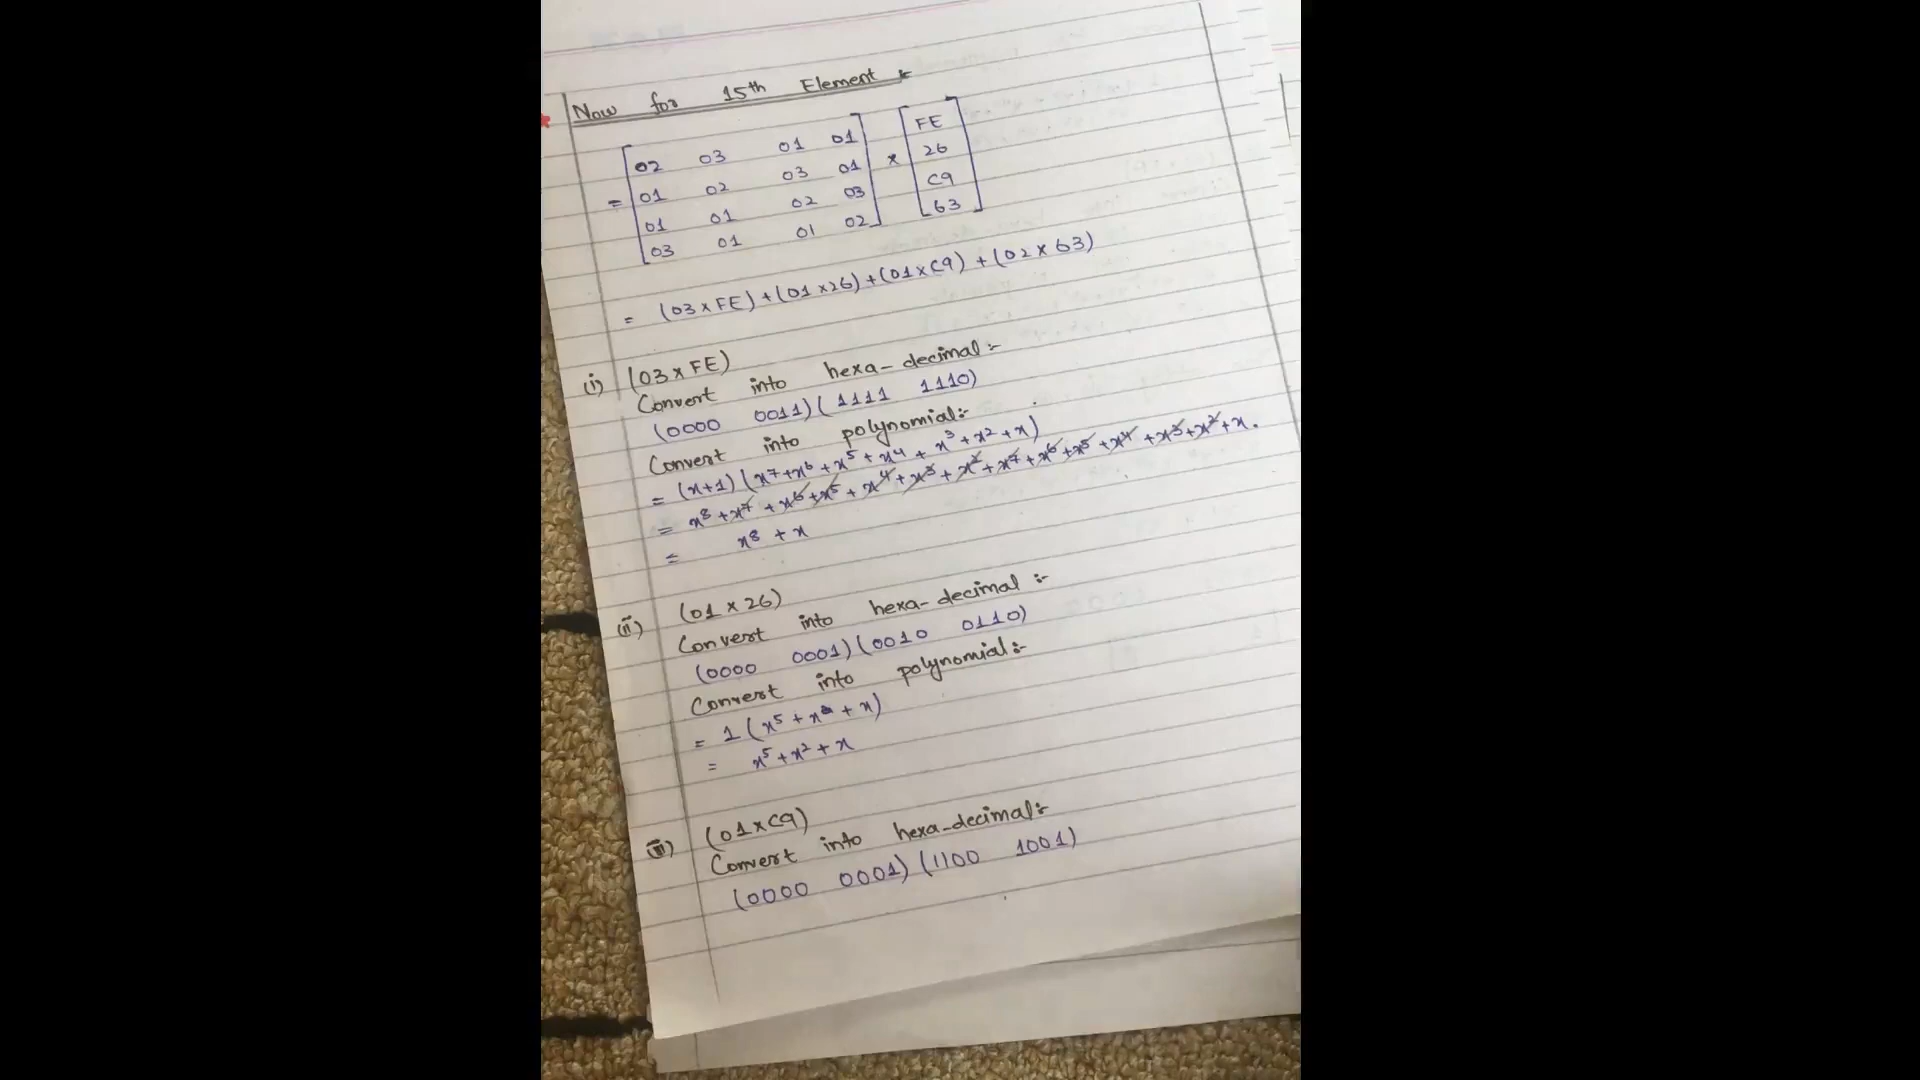 Now for 15th Element
= [02 03 01 01] × [FE]
[01 02 03 01] [26]
[01 01 02 03] [C9]
[03 01 01 02] [63]
= (03 x FE) + (01 x 26) + (01 x C9) + (02 x 63)
(i) (03 x FE)
Convert into hexa-decimal:-
(0000 0011) (1111 1110)
Convert into polynomial:-
= (x+1) (x⁷+x⁶+x⁵+x⁴+x³+x²+x)
= x⁸+x⁷+x⁶+x⁵+x⁴+x³+x²+x⁷+x⁶+x⁵+x⁴+x³+x²+x.
= x⁸ + x
(ii) (01 x 26)
Convert into hexa-decimal :-
(0000 0001) (0010 0110)
Convert into polynomial:-
= 1 (x⁵+x²+x)
= x⁵+x²+x
(iii) (01 x C9)
Convert into hexa-decimal:-
(0000 0001) (1100 1001)